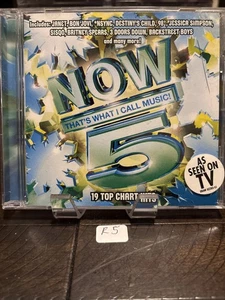 Includes: JANET, BON JOVI, *NSYNC, DESTINY'S CHILD, 98°, JESSICA SIMPSON,
SISQO, BRITNEY SPEARS, 3 DOORS DOWN, BACKSTREET BOYS
and many more!
NOW
THAT'S WHAT I CALL MUSIC!
5
AS
SEEN ON
TV
19 TOP CHART HITS